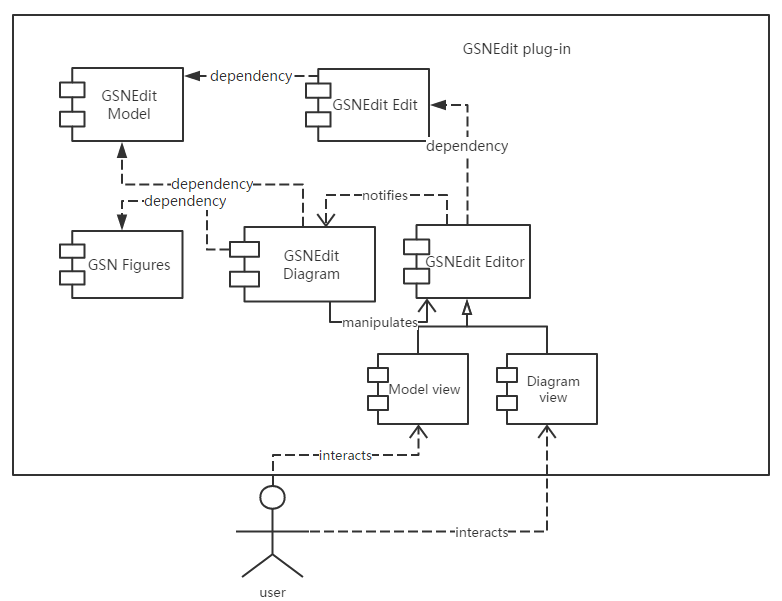 GSNEdit plug-in
GSNEdit
Model
dependency
GSNEdit Edit
dependency
dependency
notifies
dependency
GSN Figures
GSNEdit
Diagram
GSNEdit Editor
manipulates
Model view
Diagram
view
interacts
interacts
user